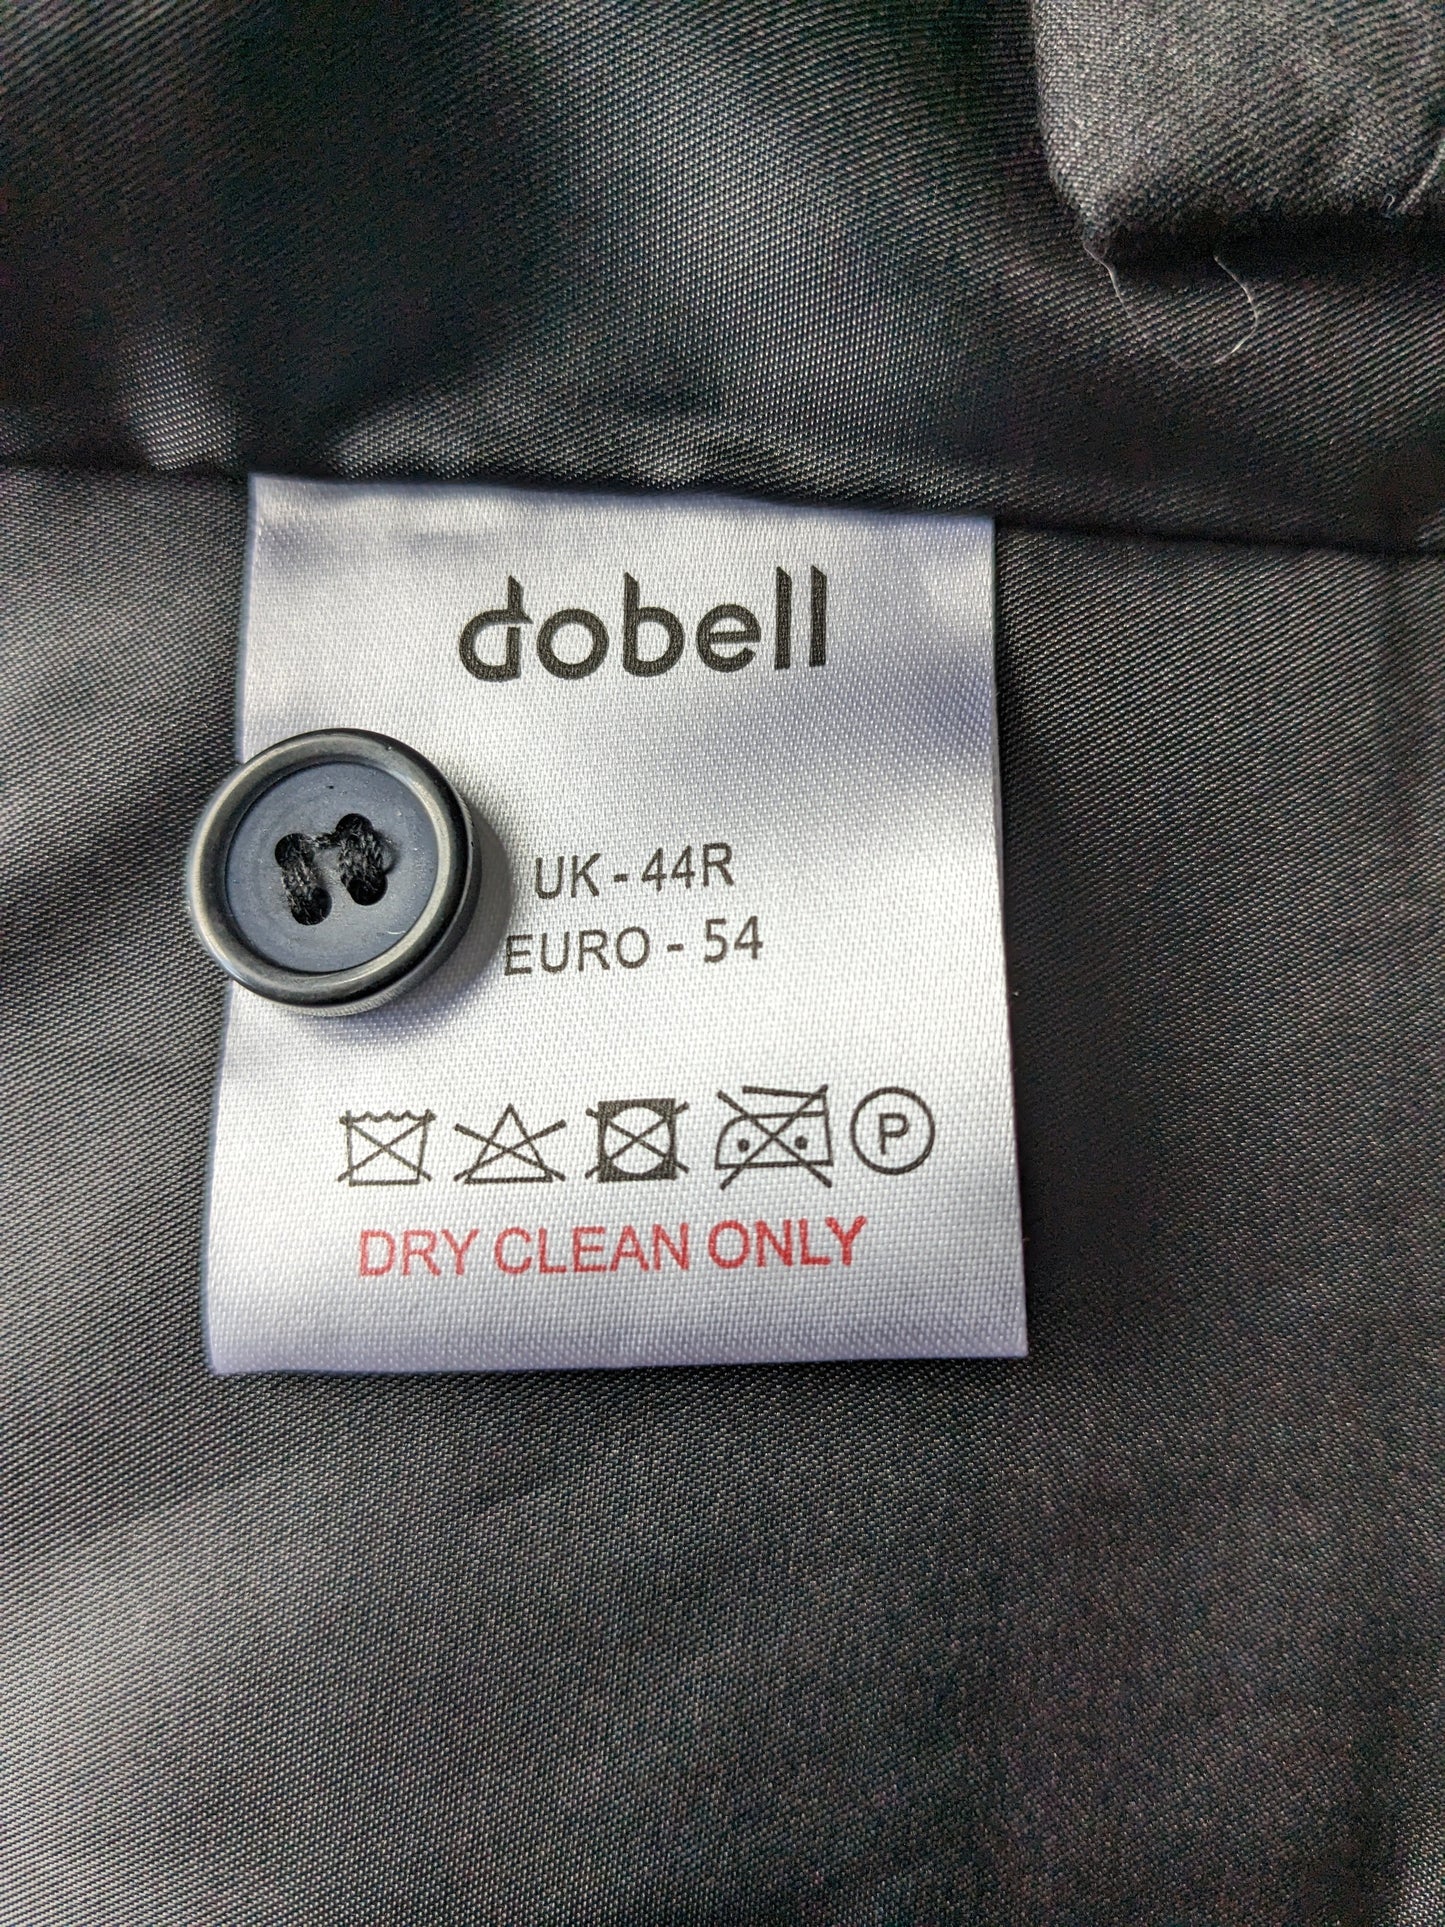 dobell
UK - 44R
EURO - 54
P
DRY CLEAN ONLY